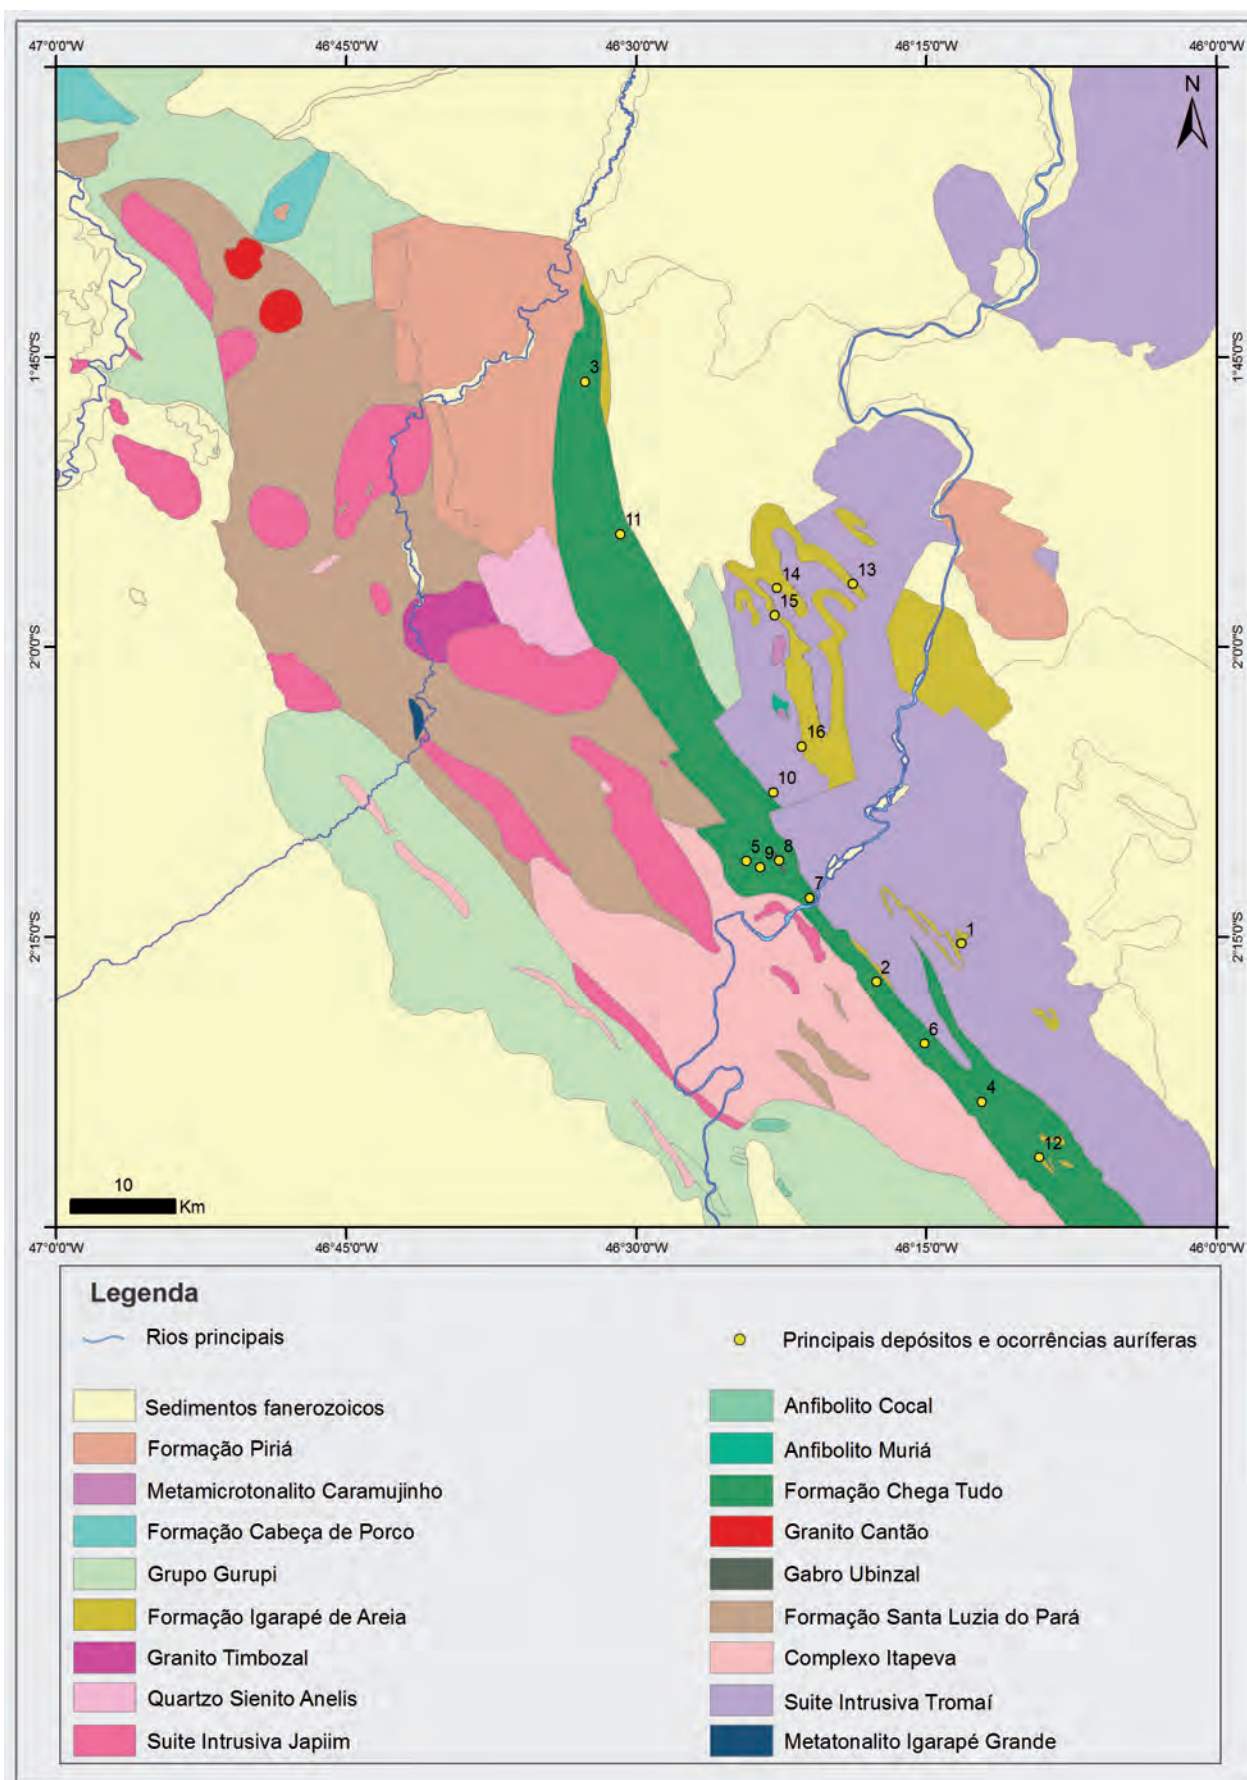 47°0'0"W 46°45'0"W 46°30'0"W 46°15'0"W 46°0'0"W
N
1°45'0"S 1°45'0"S
3
11
14 13
15
2°0'0"S 2°0'0"S
16
10
5 9 8
7
2°15'0"S 2°15'0"S
1
2
6
4
12
10
Km
47°0'0"W 46°45'0"W 46°30'0"W 46°15'0"W 46°0'0"W
Legenda
Rios principais
Principais depósitos e ocorrências auríferas
Sedimentos fanerozoicos
Formação Piriá
Metamicrotonalito Caramujinho
Formação Cabeça de Porco
Grupo Gurupi
Formação Igarapé de Areia
Granito Timbozal
Quartzo Sienito Anelis
Suite Intrusiva Japiim
Anfibolito Cocal
Anfibolito Muriá
Formação Chega Tudo
Granito Cantão
Gabro Ubinzal
Formação Santa Luzia do Pará
Complexo Itapeva
Suite Intrusiva Tromaí
Metatonalito Igarapé Grande